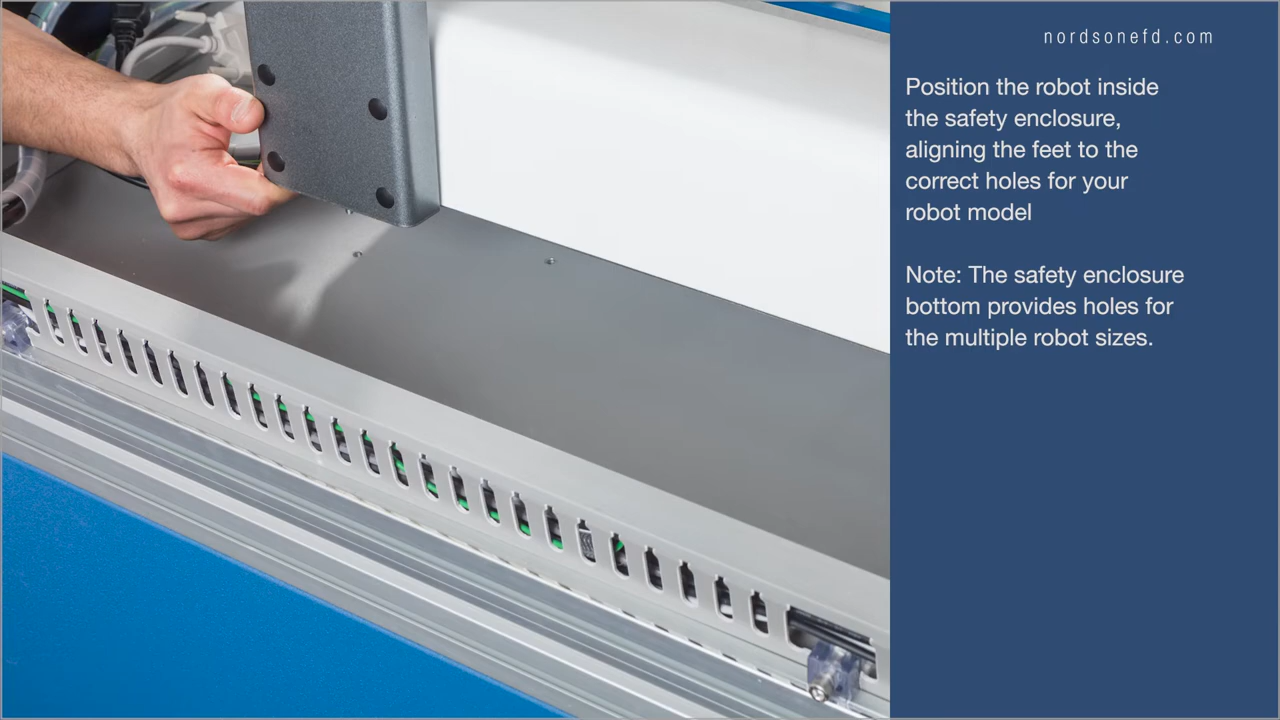 nordsonefd.com
Position the robot inside
the safety enclosure,
aligning the feet to the
correct holes for your
robot model
Note: The safety enclosure
bottom provides holes for
the multiple robot sizes.